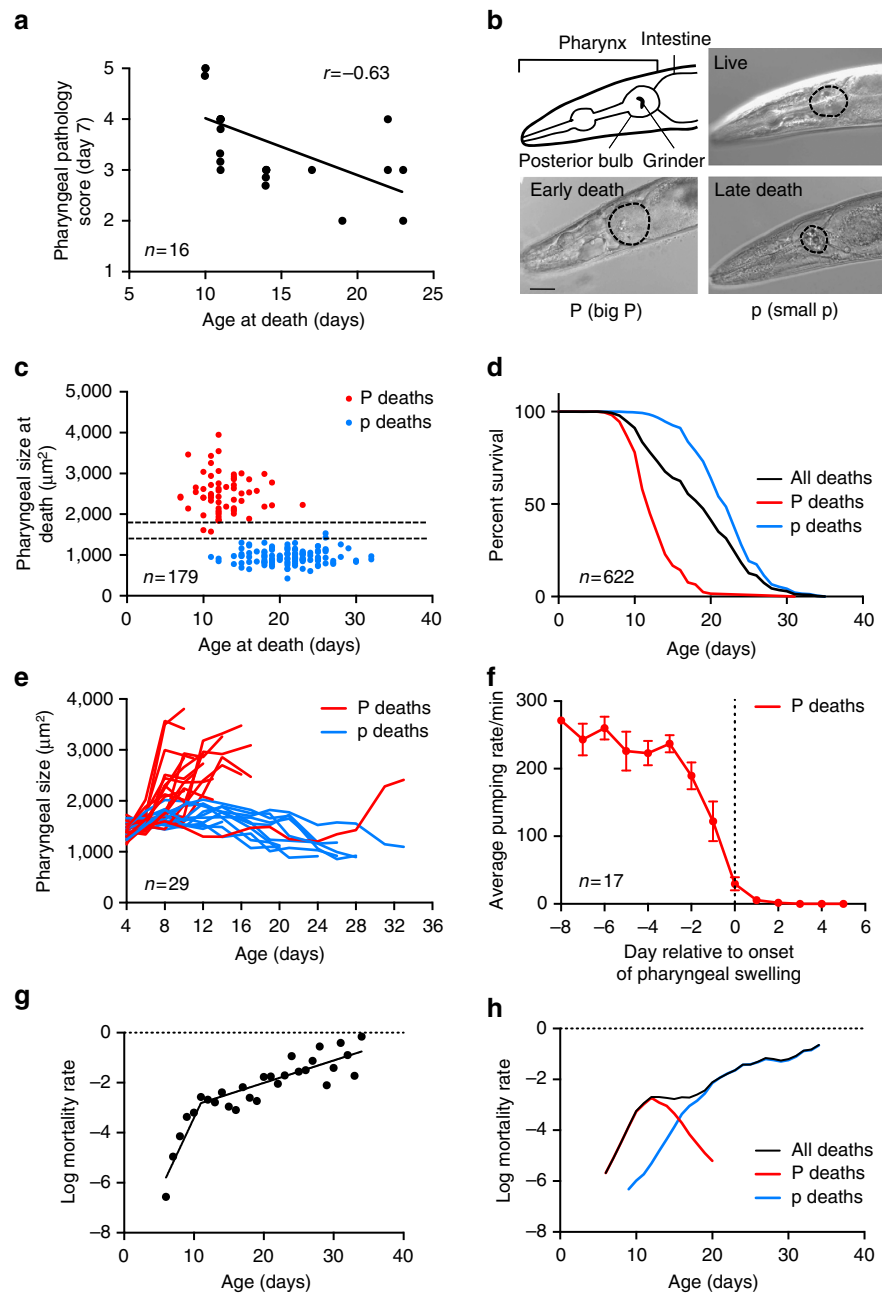 a
r=−0.63
Pharyngeal pathology
score (day 7)
5
4
3
2
1
n=16
5 10 15 20 25
Age at death (days)
b
Pharynx
Intestine
Posterior bulb
Grinder
Live
Early death
Late death
P (big P)
p (small p)
c
Pharyngeal size at
death (μm²)
5,000
4,000
3,000
2,000
1,000
0
P deaths
p deaths
n=179
0 10 20 30 40
Age at death (days)
d
Percent survival
100
50
0
All deaths
P deaths
p deaths
n=622
0 10 20 30 40
Age (days)
e
Pharyngeal size (μm²)
4,000
3,000
2,000
1,000
0
P deaths
p deaths
n=29
4 8 12 16 20 24 28 31 36
Age (days)
f
Average pumping rate/min
300
200
100
0
P deaths
n=17
−8 −6 −4 −2 0 2 4 6
Day relative to onset
of pharyngeal swelling
g
Log mortality rate
0
−2
−4
−6
−8
0 10 20 30 40
Age (days)
h
Log mortality rate
0
−2
−4
−6
−8
All deaths
P deaths
p deaths
0 10 20 30 40
Age (days)